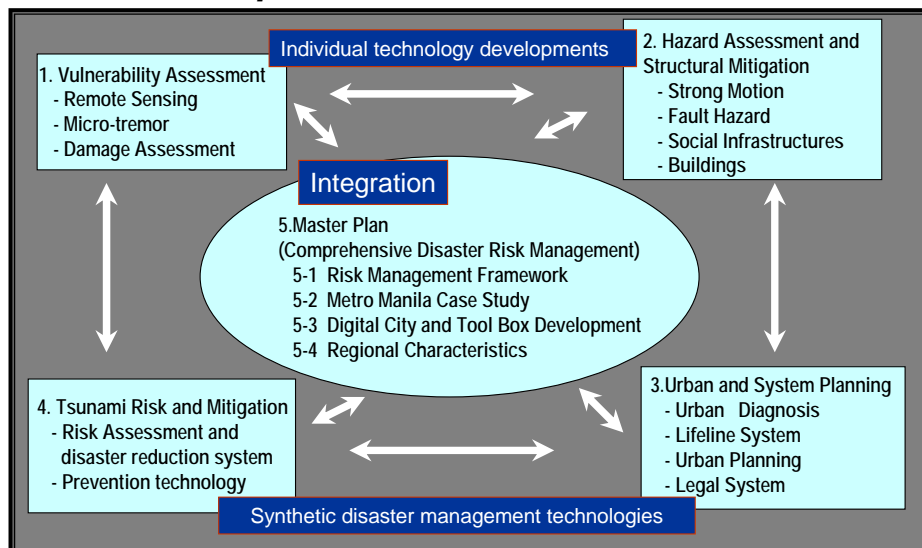 Individual technology developments
1. Vulnerability Assessment
- Remote Sensing
- Micro-tremor
- Damage Assessment
2. Hazard Assessment and
Structural Mitigation
- Strong Motion
- Fault Hazard
- Social Infrastructures
- Buildings
Integration
5.Master Plan
(Comprehensive Disaster Risk Management)
5-1 Risk Management Framework
5-2 Metro Manila Case Study
5-3 Digital City and Tool Box Development
5-4 Regional Characteristics
4. Tsunami Risk and Mitigation
- Risk Assessment and
disaster reduction system
- Prevention technology
3.Urban and System Planning
- Urban Diagnosis
- Lifeline System
- Urban Planning
- Legal System
Synthetic disaster management technologies